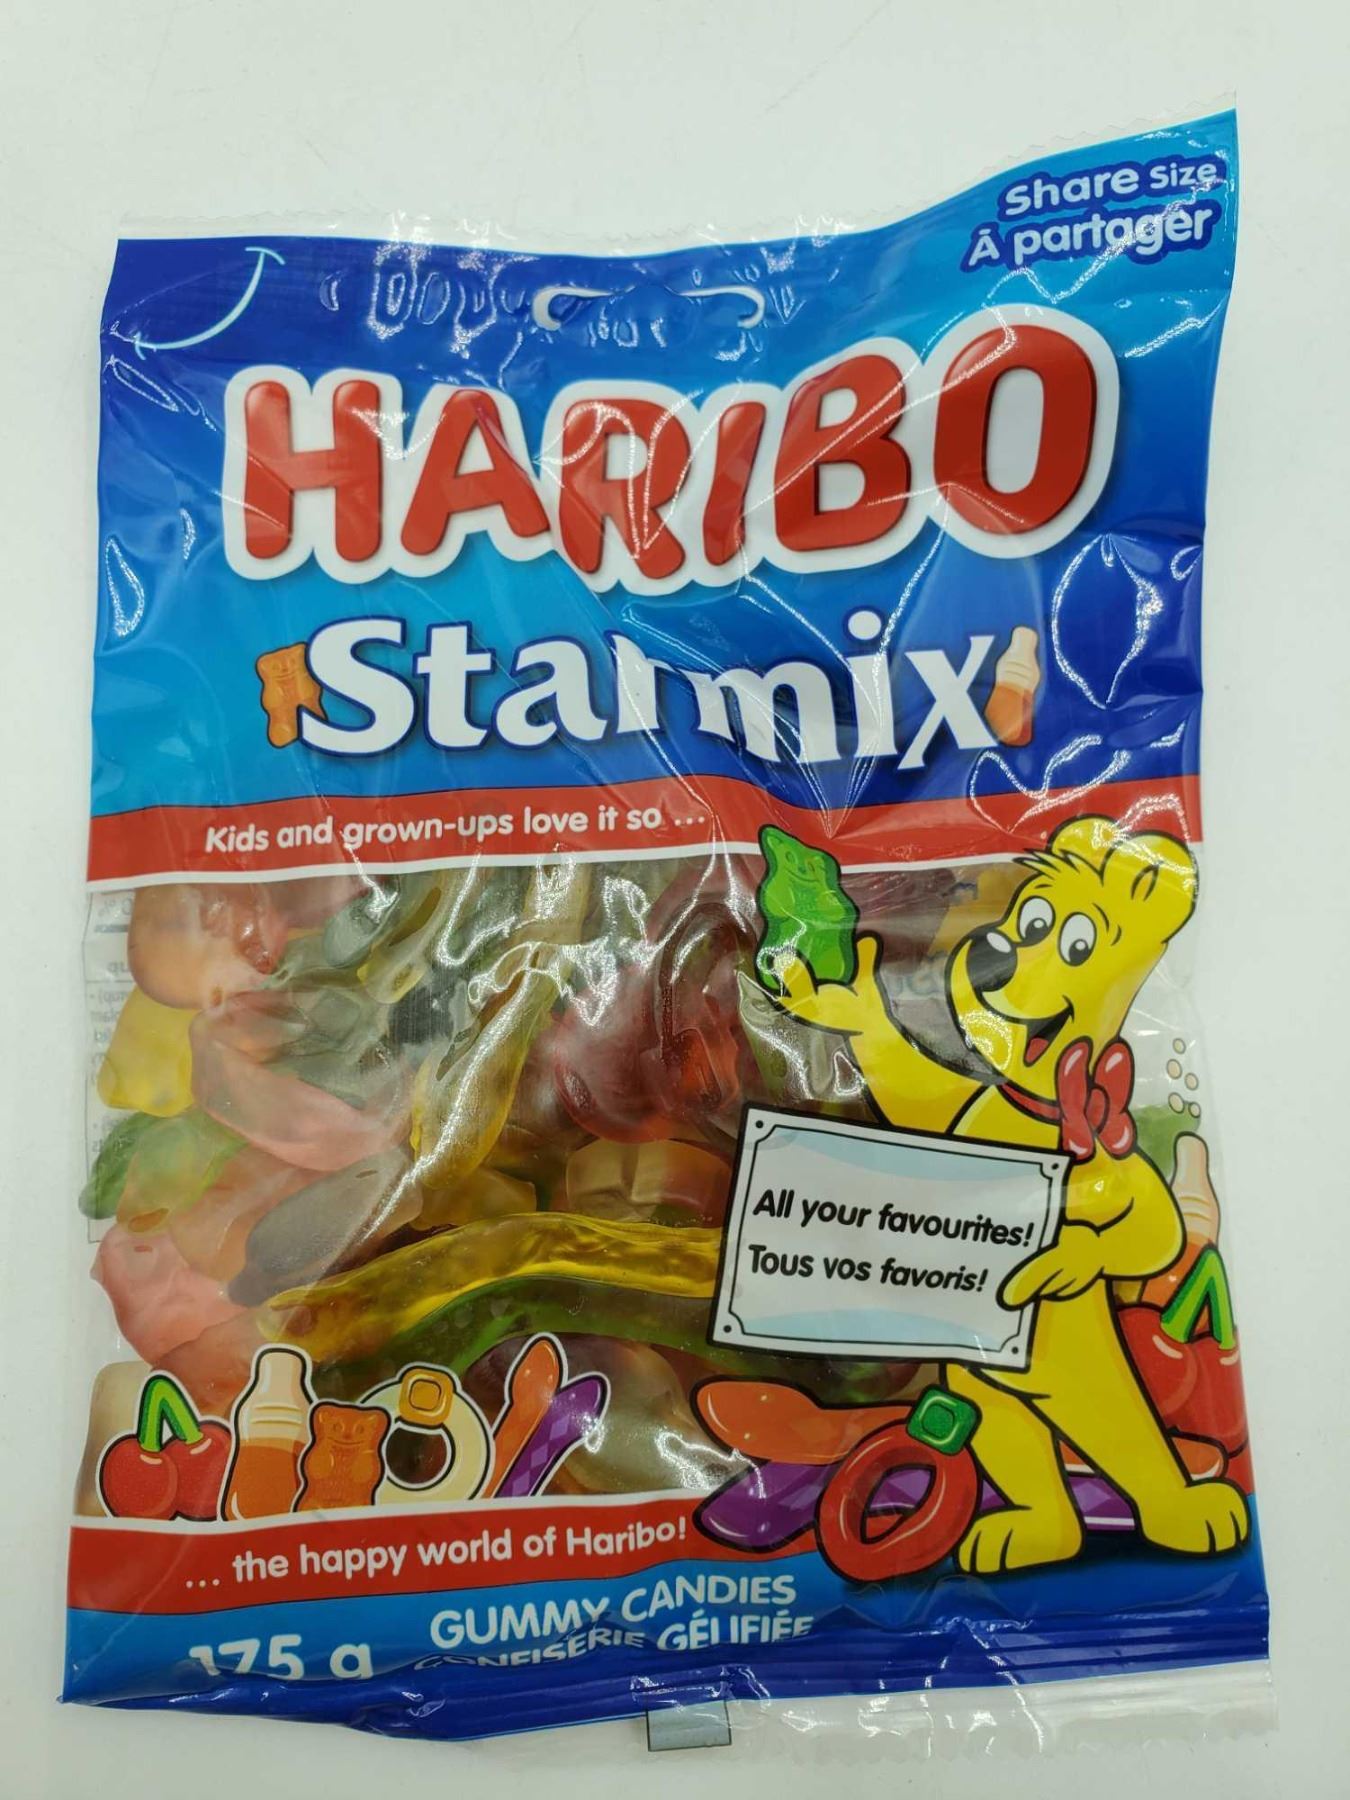 Share Size
À partager
HARIBO
Starmix
Kids and grown-ups love it so ...
All your favourites!
Tous vos favoris!
... the happy world of Haribo!
GUMMY CANDIES
CONFISERIE GÉLIFIÉE
175 g